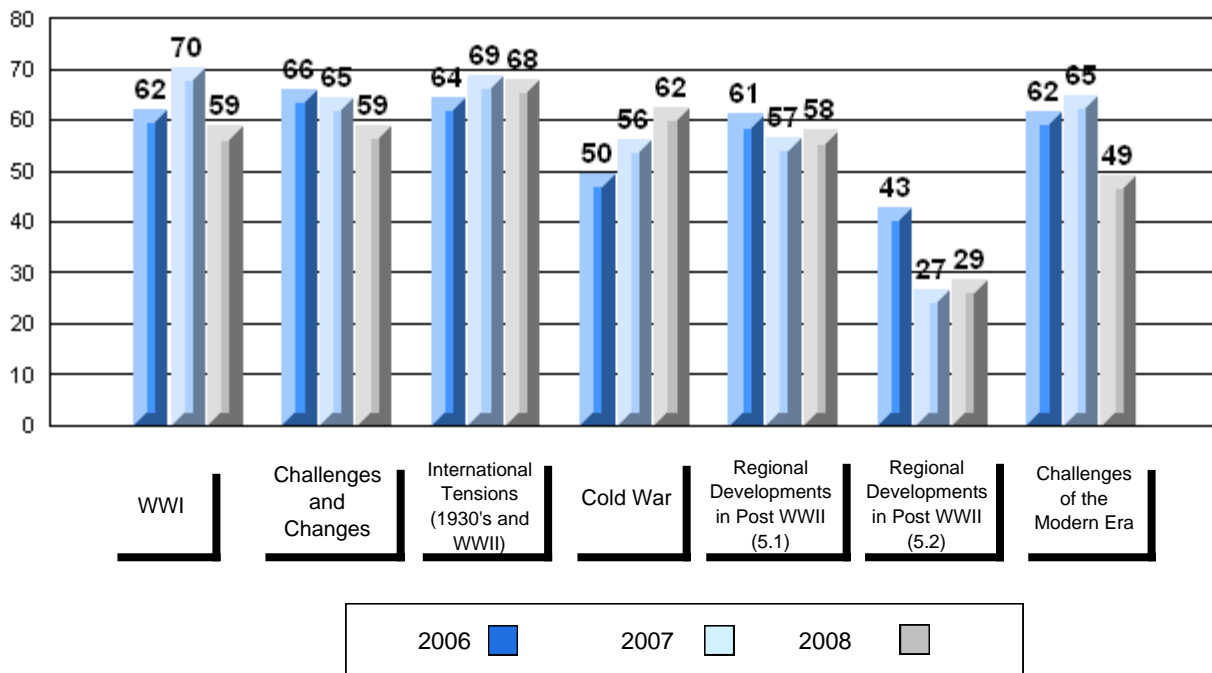 80
70
60
50
40
30
20
10
0
62
70
59
66
65
59
64
69
68
50
56
62
61
57
58
43
27
29
62
65
49
WWI
Challenges
and
Changes
International
Tensions
(1930's and
WWII)
Cold War
Regional
Developments
in Post WWII
(5.1)
Regional
Developments
in Post WWII
(5.2)
Challenges
of the
Modern Era
2006
2007
2008